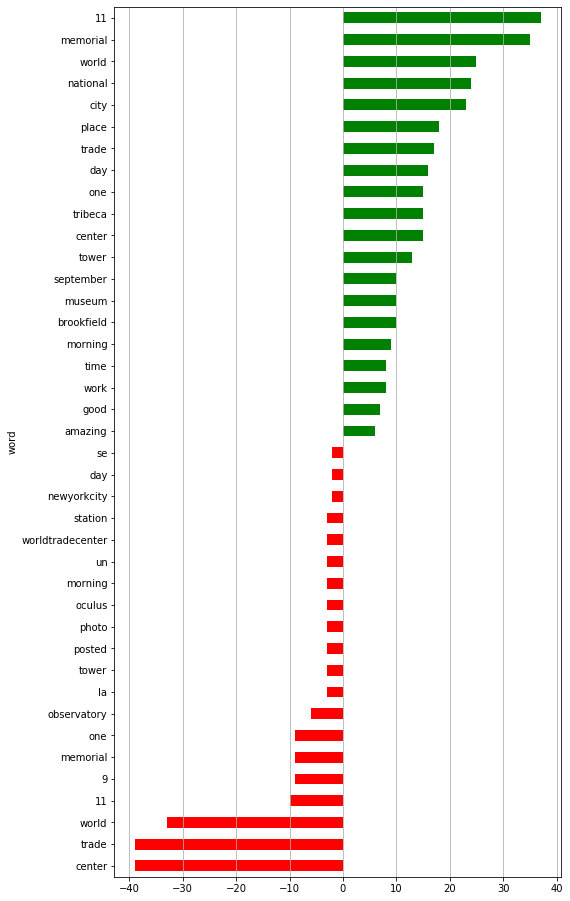 11
memorial
world
national
city
place
trade
day
one
tribeca
center
tower
september
museum
brookfield
morning
time
work
good
amazing
word
se
day
newyorkcity
station
worldtradecenter
un
morning
oculus
photo
posted
tower
la
observatory
one
memorial
9
11
world
trade
center
−40 −30 −20 −10 0 10 20 30 40